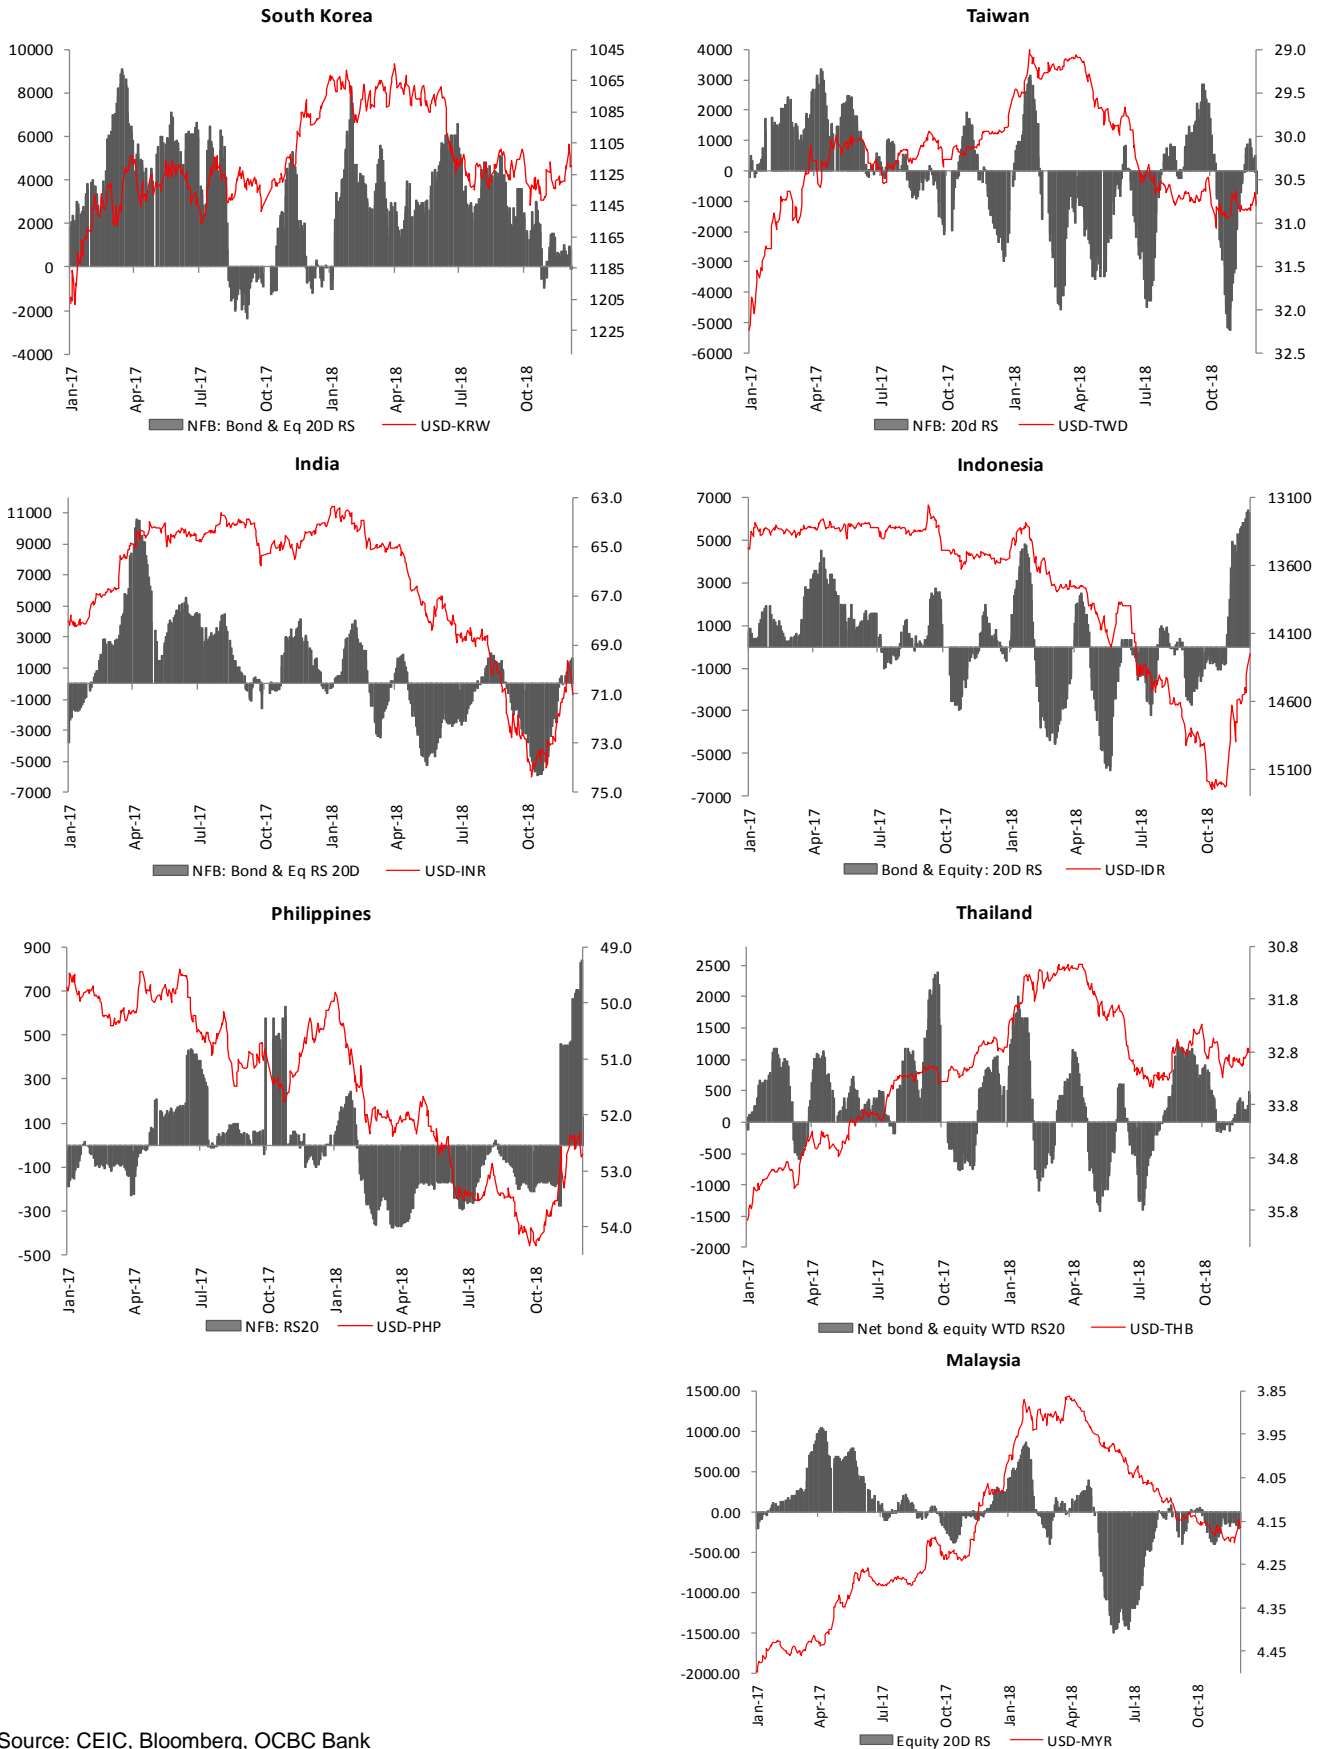 South Korea
10000
8000
6000
4000
2000
0
-2000
-4000
1045
1065
1085
1105
1125
1145
1165
1185
1205
1225
Jan-17
Apr-17
Jul-17
Oct-17
Jan-18
Apr-18
Jul-18
Oct-18
NFB: Bond & Eq 20D RS USD-KRW
Taiwan
4000
3000
2000
1000
0
-1000
-2000
-3000
-4000
-5000
-6000
29.0
29.5
30.0
30.5
31.0
31.5
32.0
32.5
Jan-17
Apr-17
Jul-17
Oct-17
Jan-18
Apr-18
Jul-18
Oct-18
NFB: 20d RS USD-TWD
India
11000
9000
7000
5000
3000
1000
-1000
-3000
-5000
-7000
63.0
65.0
67.0
69.0
71.0
73.0
75.0
Jan-17
Apr-17
Jul-17
Oct-17
Jan-18
Apr-18
Jul-18
Oct-18
NFB: Bond & Eq RS 20D USD-INR
Indonesia
7000
5000
3000
1000
-1000
-3000
-5000
-7000
13100
13600
14100
14600
15100
Jan-17
Apr-17
Jul-17
Oct-17
Jan-18
Apr-18
Jul-18
Oct-18
Bond & Equity: 20D RS USD-IDR
Philippines
900
700
500
300
100
-100
-300
-500
49.0
50.0
51.0
52.0
53.0
54.0
Jan-17
Apr-17
Jul-17
Oct-17
Jan-18
Apr-18
Jul-18
Oct-18
NFB: RS20 USD-PHP
Thailand
2500
2000
1500
1000
500
0
-500
-1000
-1500
-2000
30.8
31.8
32.8
33.8
34.8
35.8
Jan-17
Apr-17
Jul-17
Oct-17
Jan-18
Apr-18
Jul-18
Oct-18
Net bond & equity WTD RS20 USD-THB
Malaysia
1500.00
1000.00
500.00
0.00
-500.00
-1000.00
-1500.00
-2000.00
3.85
3.95
4.05
4.15
4.25
4.35
4.45
Jan-17
Apr-17
Jul-17
Oct-17
Jan-18
Apr-18
Jul-18
Oct-18
Equity 20D RS USD-MYR
Source: CEIC, Bloomberg, OCBC Bank